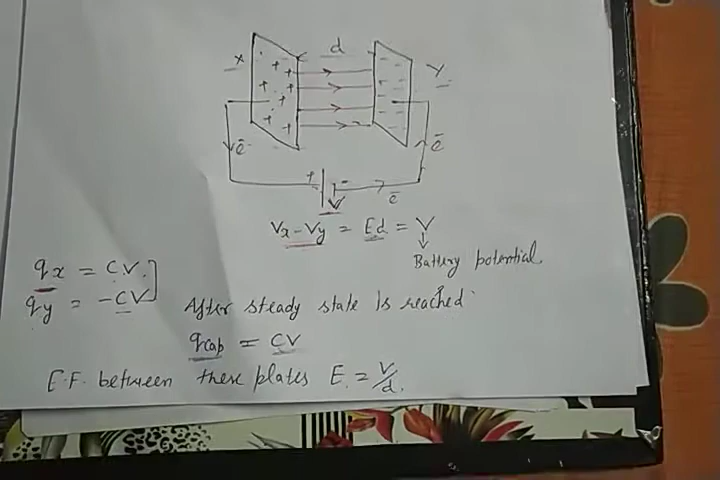 d
X
Y
+ + + + + + +
- - - - - - -
ē
ē
+ -
ē
V
Vx - Vy = Ed = V
Battery potential.
qx = CV.
qy = -CV
After steady state is reached
qcap = CV
E.F. between these plates E = V/d.